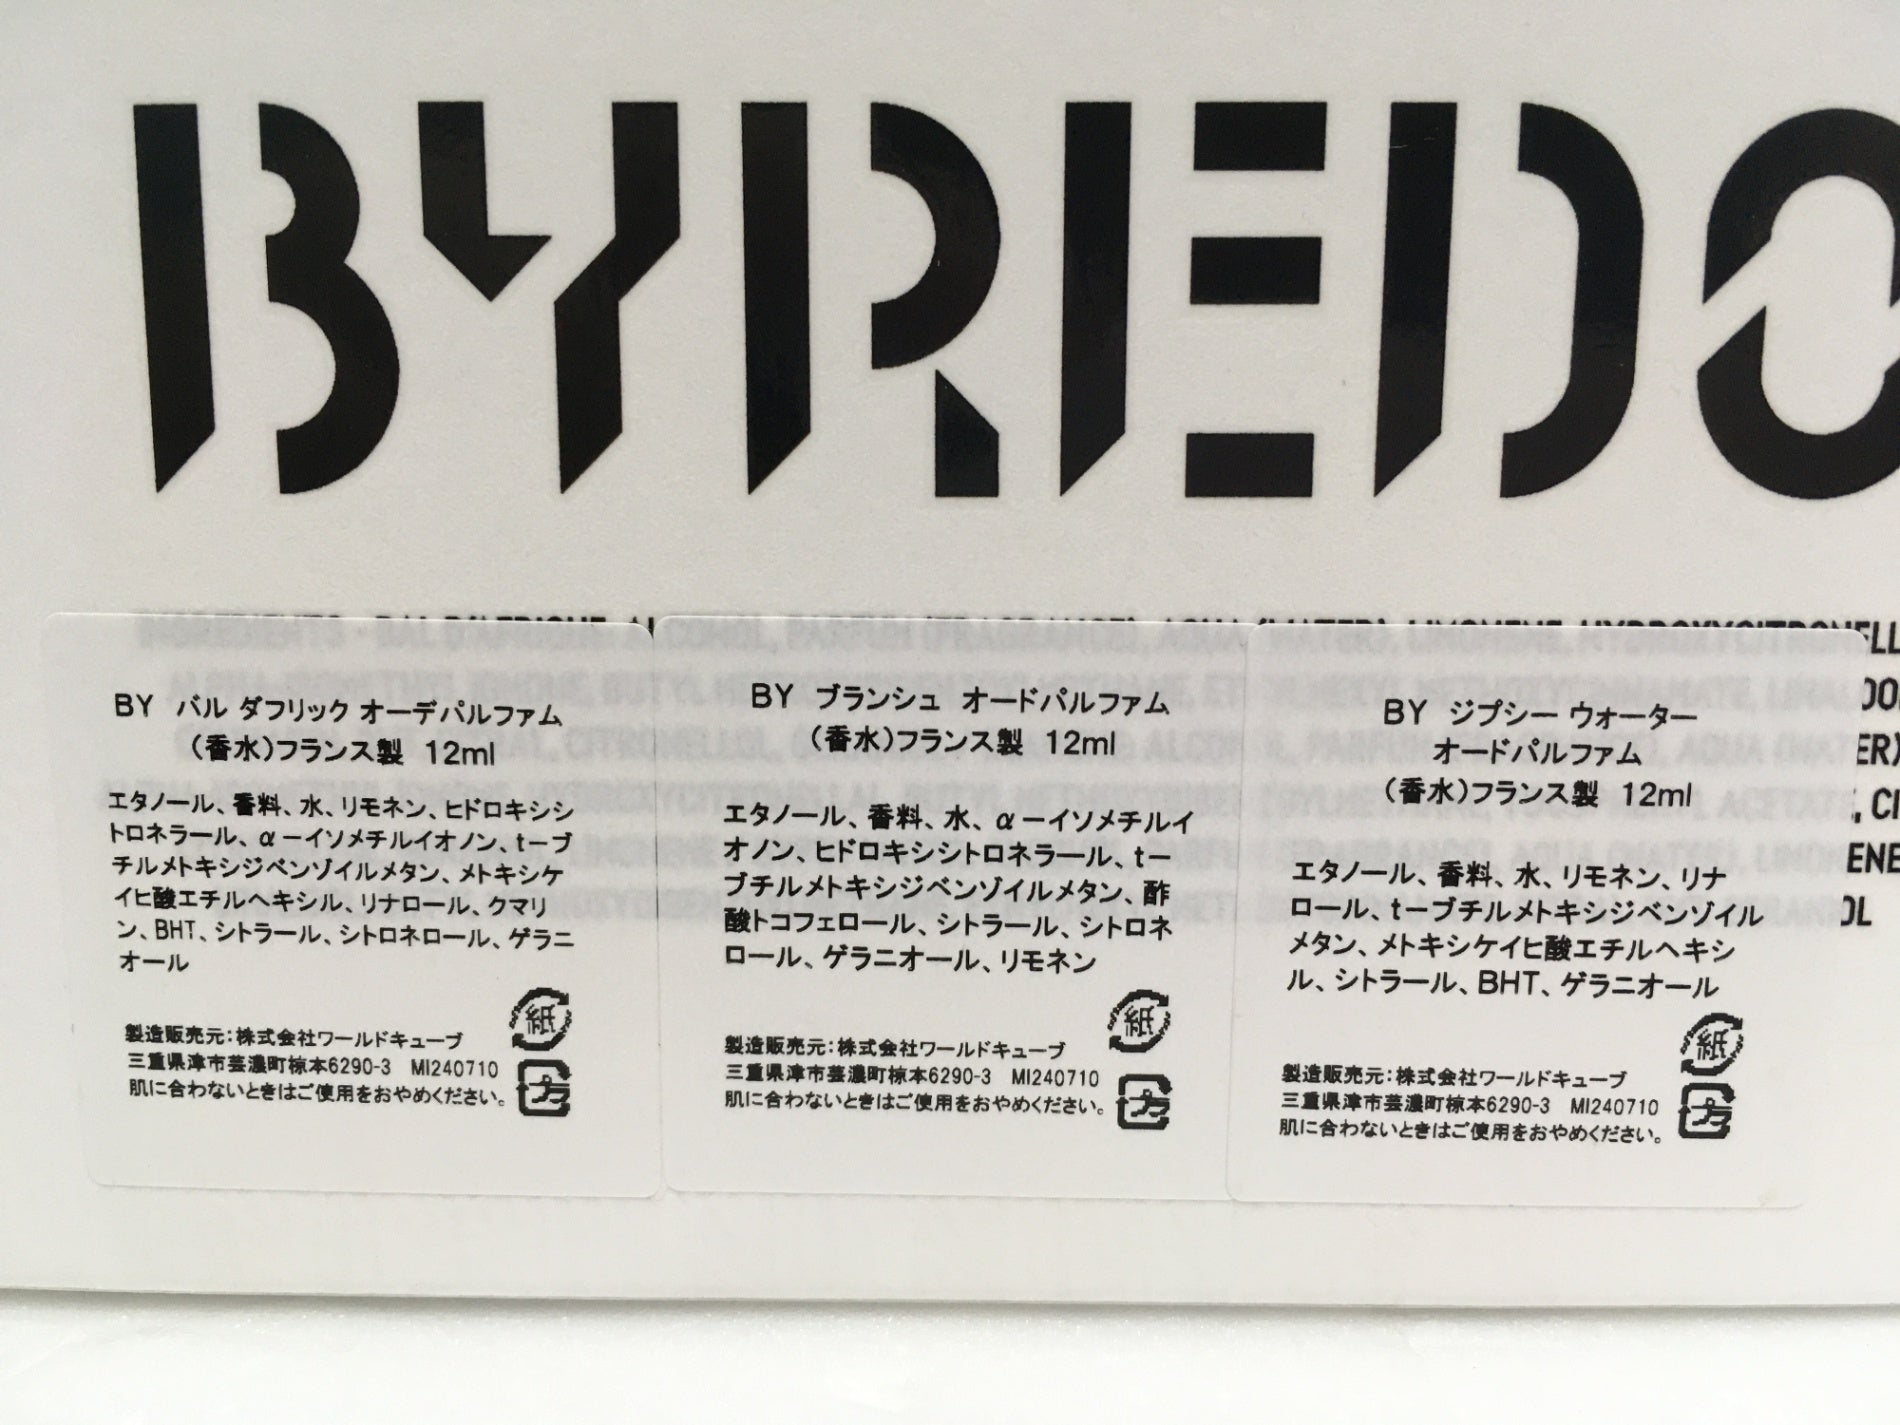 BYREDO
INGREDIENTS - BAL D'AFRIQUE: ALCOHOL, PARFUM (FRAGRANCE), AQUA (WATER), LIMONENE, HYDROXYCITRONELL
BY バル ダフリック オーデパルファム
（香水）フランス製 12ml
エタノール、香料、水、リモネン、ヒドロキシシ
トロネラール、α－イソメチルイオノン、t－ブ
チルメトキシジベンゾイルメタン、メトキシケ
イヒ酸エチルヘキシル、リナロール、クマリ
ン、BHT、シトラール、シトロネロール、ゲラニ
オール
紙
製造販売元：株式会社ワールドキューブ
三重県津市芸濃町椋本6290-3 MI240710
肌に合わないときはご使用をおやめください。
プラ
BY ブランシュ オードパルファム
（香水）フランス製 12ml
エタノール、香料、水、α－イソメチルイ
オノン、ヒドロキシシトロネラール、t－
ブチルメトキシジベンゾイルメタン、酢
酸トコフェロール、シトラール、シトロネ
ロール、ゲラニオール、リモネン
紙
製造販売元：株式会社ワールドキューブ
三重県津市芸濃町椋本6290-3 MI240710
肌に合わないときはご使用をおやめください。
プラ
BY ジプシー ウォーター
オードパルファム
（香水）フランス製 12ml
エタノール、香料、水、リモネン、リナ
ロール、t－ブチルメトキシジベンゾイル
メタン、メトキシケイヒ酸エチルヘキシ
ル、シトラール、BHT、ゲラニオール
紙
製造販売元：株式会社ワールドキューブ
三重県津市芸濃町椋本6290-3 MI240710
肌に合わないときはご使用をおやめください。
プラ